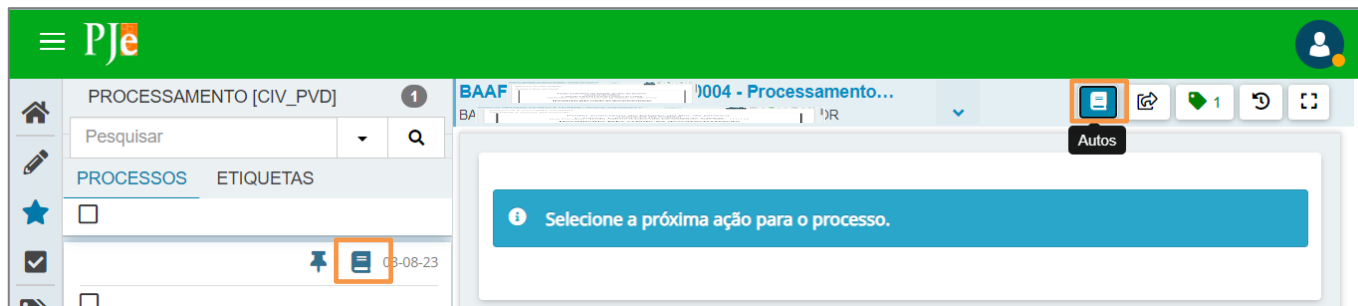 PJe
PROCESSAMENTO [CIV_PVD] 1
Pesquisar
PROCESSOS ETIQUETAS
03-08-23
BAAF 0004 - Processamento...
BA OR
1
Autos
Selecione a próxima ação para o processo.